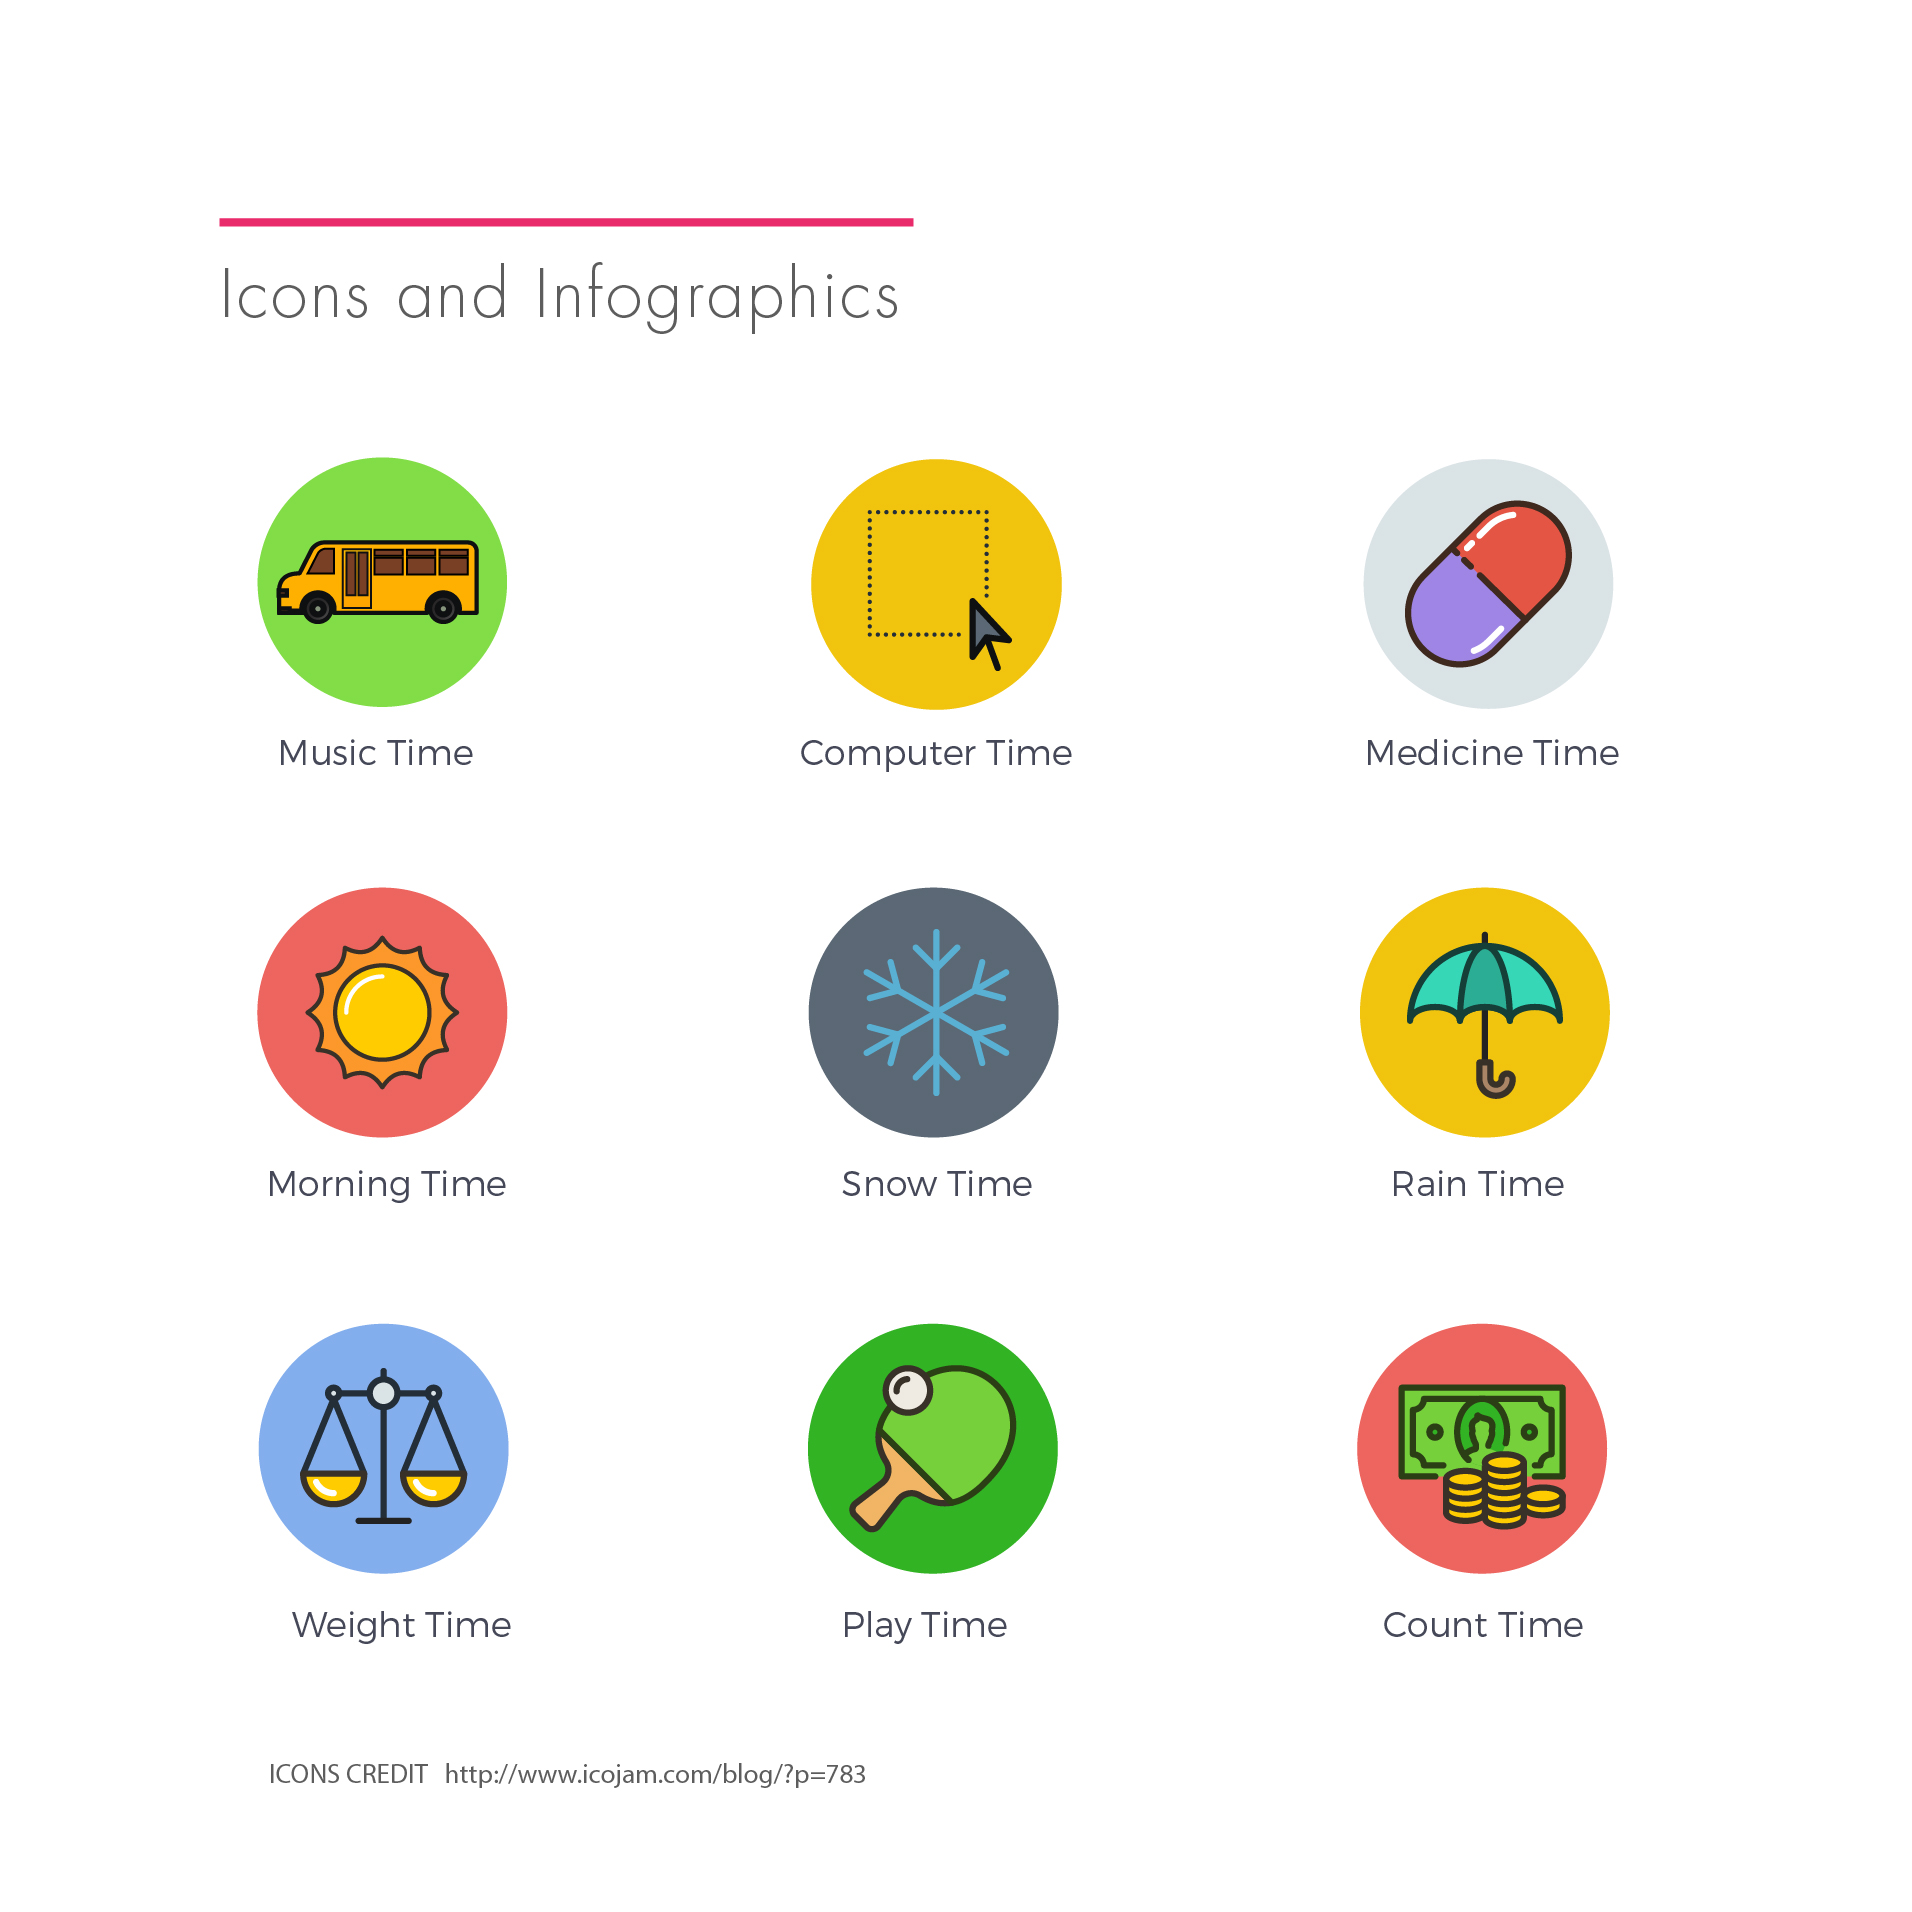 Icons and Infographics
Music Time
Computer Time
Medicine Time
Morning Time
Snow Time
Rain Time
Weight Time
Play Time
Count Time
ICONS CREDIT http://www.icojam.com/blog/?p=783